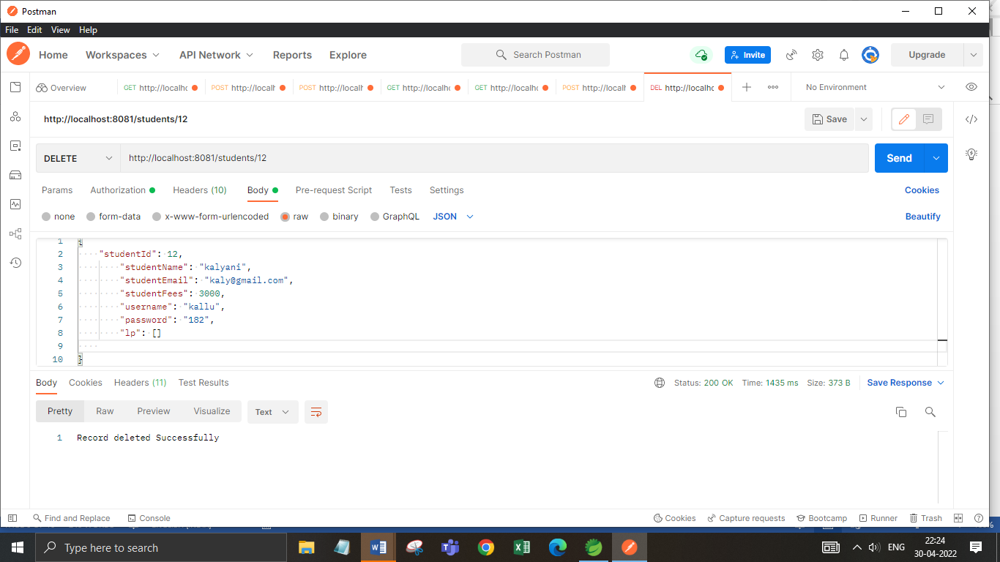 Postman
File Edit View Help
Home Workspaces API Network Reports Explore Search Postman Invite Upgrade
Overview GET http://localhc POST http://localh POST http://localh GET http://localhc GET http://localhc POST http://localh DEL http://localhc No Environment
http://localhost:8081/students/12 Save
DELETE http://localhost:8081/students/12 Send
Params Authorization Headers (10) Body Pre-request Script Tests Settings Cookies
none form-data x-www-form-urlencoded raw binary GraphQL JSON Beautify
1 {
2 "studentId": 12,
3 "studentName": "kalyani",
4 "studentEmail": "kaly@gmail.com",
5 "studentFees": 3000,
6 "username": "kallu",
7 "password": "182",
8 "lp": []
9
10 }
Body Cookies Headers (11) Test Results Status: 200 OK Time: 1435 ms Size: 373 B Save Response
Pretty Raw Preview Visualize Text
1 Record deleted Successfully
Find and Replace Console Cookies Capture requests Bootcamp Runner Trash
Type here to search ENG 22:24
30-04-2022